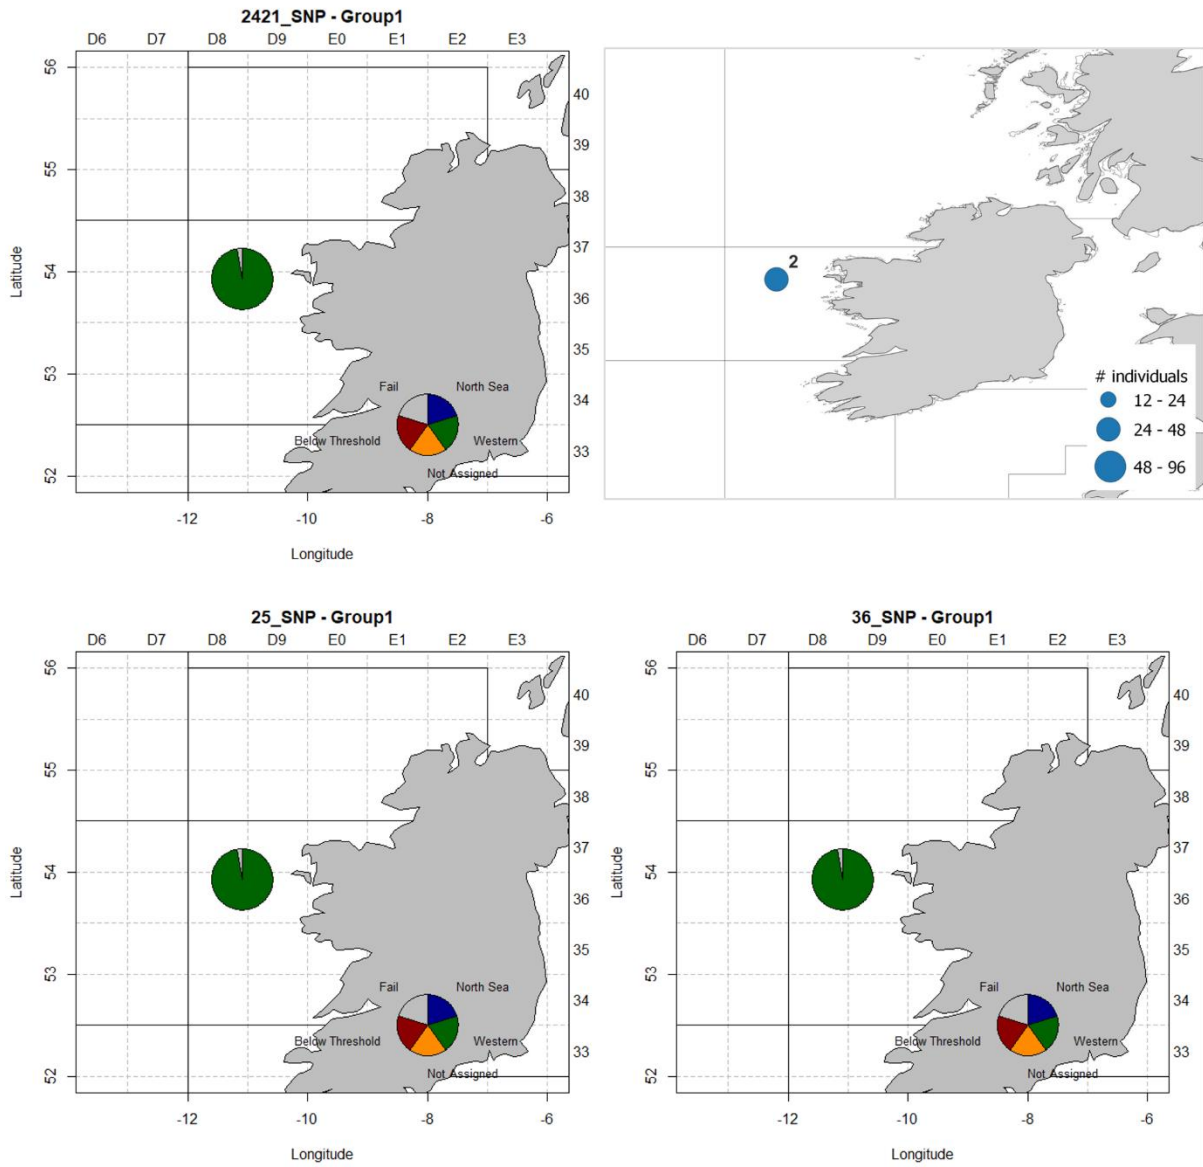 2421_SNP - Group1
D6 D7 D8 D9 E0 E1 E2 E3
56
55
54
53
52
40
39
38
37
36
35
34
33
Latitude
Fail
North Sea
Below Threshold
Western
Not Assigned
-12 -10 -8 -6
Longitude
2
# individuals
12 - 24
24 - 48
48 - 96
25_SNP - Group1
D6 D7 D8 D9 E0 E1 E2 E3
56
55
54
53
52
40
39
38
37
36
35
34
33
Latitude
Fail
North Sea
Below Threshold
Western
Not Assigned
-12 -10 -8 -6
Longitude
36_SNP - Group1
D6 D7 D8 D9 E0 E1 E2 E3
56
55
54
53
52
40
39
38
37
36
35
34
33
Latitude
Fail
North Sea
Below Threshold
Western
Not Assigned
-12 -10 -8 -6
Longitude